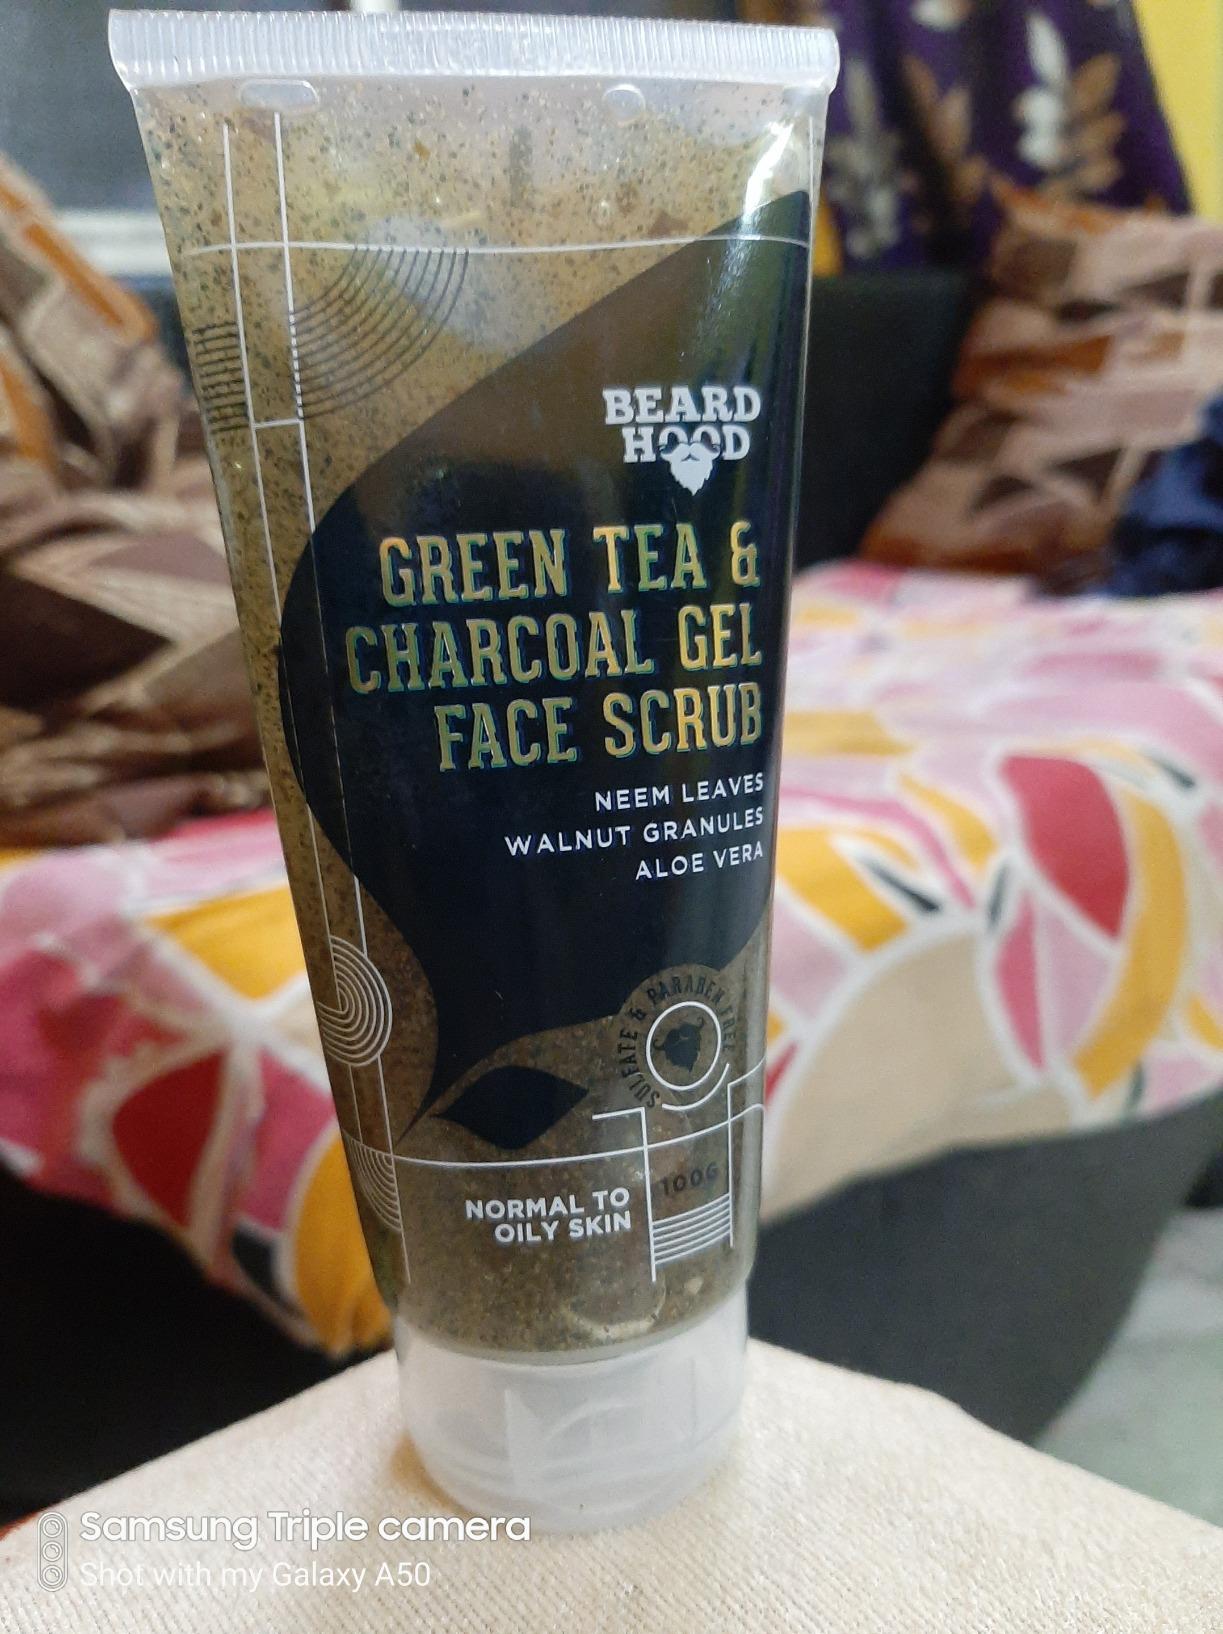 BEARD
HOOD
GREEN TEA &
CHARCOAL GEL
FACE SCRUB
NEEM LEAVES
WALNUT GRANULES
ALOE VERA
SULFATE & PARABEN FREE
NORMAL TO
OILY SKIN
100G
Samsung Triple camera
Shot with my Galaxy A50